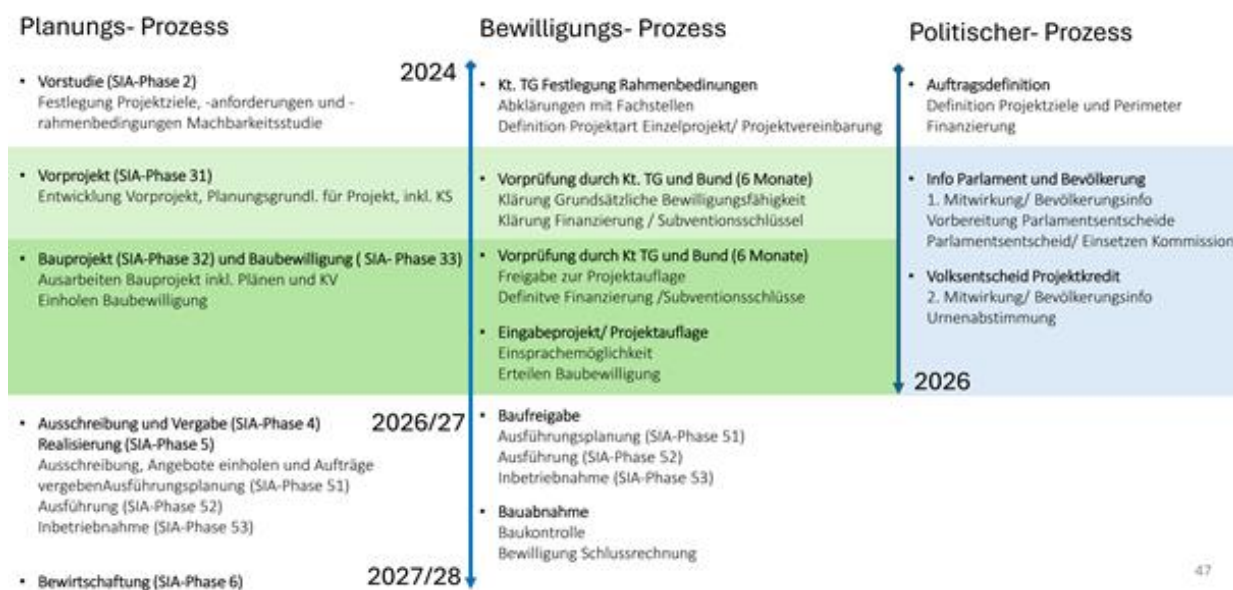 Planungs- Prozess
• Vorstudie (SIA-Phase 2)
Festlegung Projektziele, -anforderungen und -
rahmenbedingungen Machbarkeitsstudie
• Vorprojekt (SIA-Phase 31)
Entwicklung Vorprojekt, Planungsgrundl. für Projekt, inkl. KS
• Bauprojekt (SIA-Phase 32) und Baubewilligung ( SIA- Phase 33)
Ausarbeiten Bauprojekt inkl. Plänen und KV
Einholen Baubewilligung
• Ausschreibung und Vergabe (SIA-Phase 4)
Realisierung (SIA-Phase 5)
Ausschreibung, Angebote einholen und Aufträge
vergebenAusführungsplanung (SIA-Phase 51)
Ausführung (SIA-Phase 52)
Inbetriebnahme (SIA-Phase 53)
• Bewirtschaftung (SIA-Phase 6)
2024
2026/27
2027/28
Bewilligungs- Prozess
• Kt. TG Festlegung Rahmenbedinungen
Abklärungen mit Fachstellen
Definition Projektart Einzelprojekt/ Projektvereinbarung
• Vorprüfung durch Kt. TG und Bund (6 Monate)
Klärung Grundsätzliche Bewilligungsfähigkeit
Klärung Finanzierung / Subventionsschlüssel
• Vorprüfung durch Kt TG und Bund (6 Monate)
Freigabe zur Projektauflage
Definitve Finanzierung /Subventionsschlüsse
• Eingabeprojekt/ Projektauflage
Einsprachemöglichkeit
Erteilen Baubewilligung
• Baufreigabe
Ausführungsplanung (SIA-Phase 51)
Ausführung (SIA-Phase 52)
Inbetriebnahme (SIA-Phase 53)
• Bauabnahme
Baukontrolle
Bewilligung Schlussrechnung
Politischer- Prozess
• Auftragsdefinition
Definition Projektziele und Perimeter
Finanzierung
• Info Parlament und Bevölkerung
1. Mitwirkung/ Bevölkerungsinfo
Vorbereitung Parlamentsentscheide
Parlamentsentscheid/ Einsetzen Kommission
• Volksentscheid Projektkredit
2. Mitwirkung/ Bevölkerungsinfo
Urnenabstimmung
2026
47